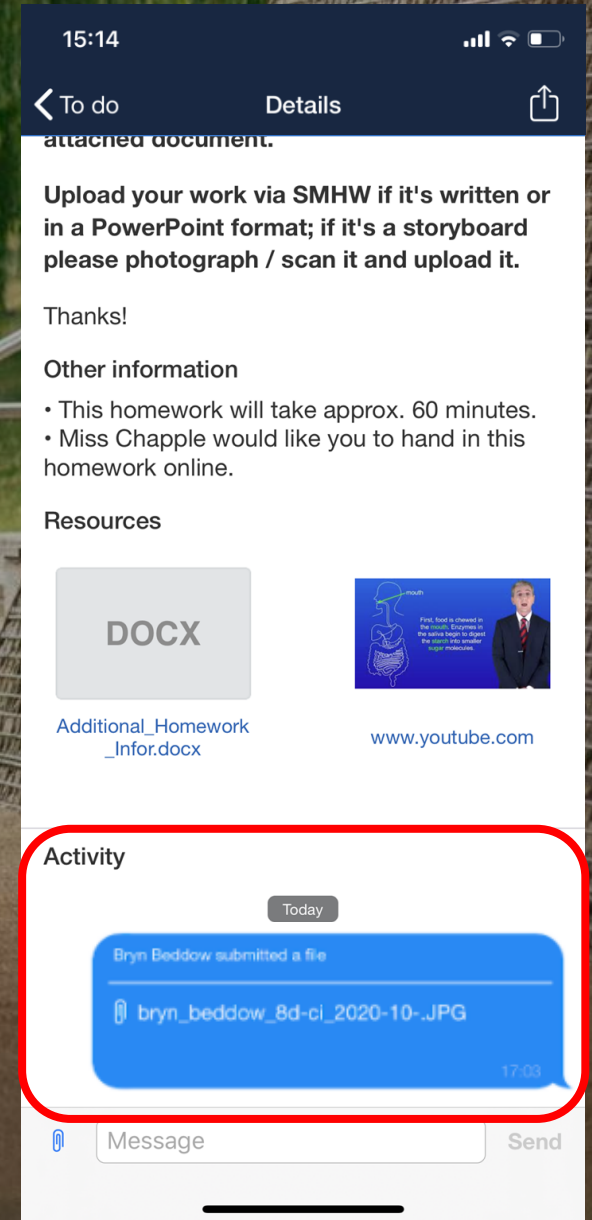 15:14
To do
Details
attached document.
Upload your work via SMHW if it's written or
in a PowerPoint format; if it's a storyboard
please photograph / scan it and upload it.
Thanks!
Other information
• This homework will take approx. 60 minutes.
• Miss Chapple would like you to hand in this
homework online.
Resources
DOCX
mouth
First, food is chewed in
the mouth. Enzymes in
the saliva begin to digest
the starch into smaller
sugar molecules.
Additional_Homework
_Infor.docx
www.youtube.com
Activity
Today
Bryn Beddow submitted a file
bryn_beddow_8d-ci_2020-10-.JPG
17:03
Message
Send